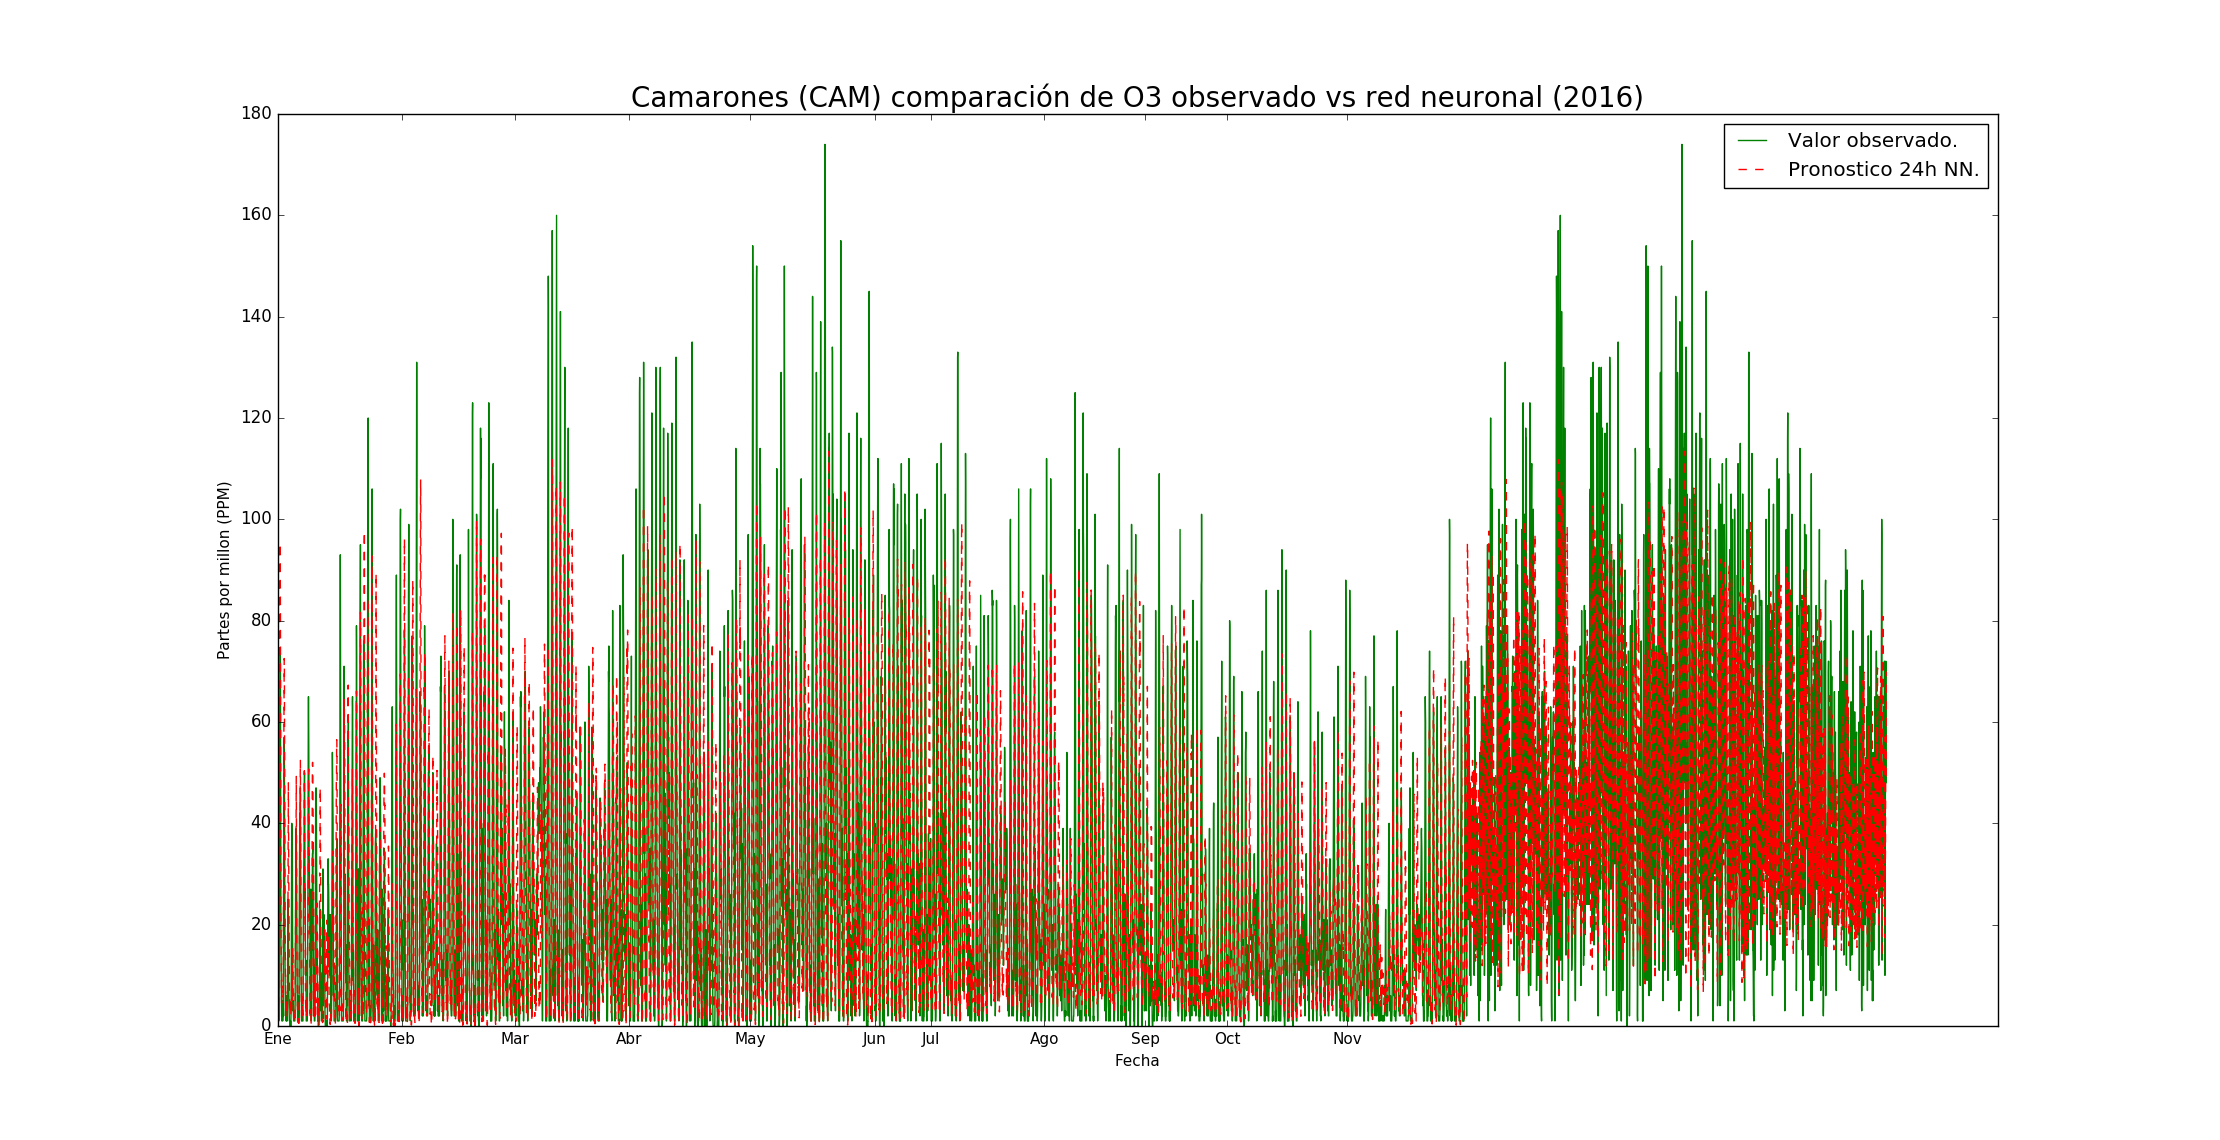 Camarones (CAM) comparación de O3 observado vs red neuronal (2016)
180
160
140
120
100
80
60
40
20
0
Partes por millon (PPM)
Valor observado.
Pronostico 24h NN.
Ene Feb Mar Abr May Jun Jul Ago Sep Oct Nov
Fecha